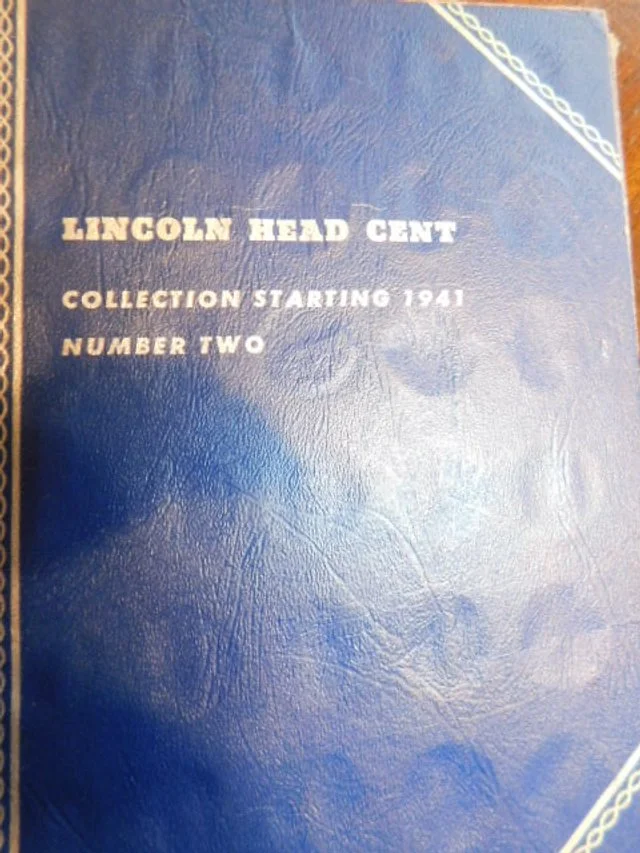 LINCOLN HEAD CENT
COLLECTION STARTING 1941
NUMBER TWO